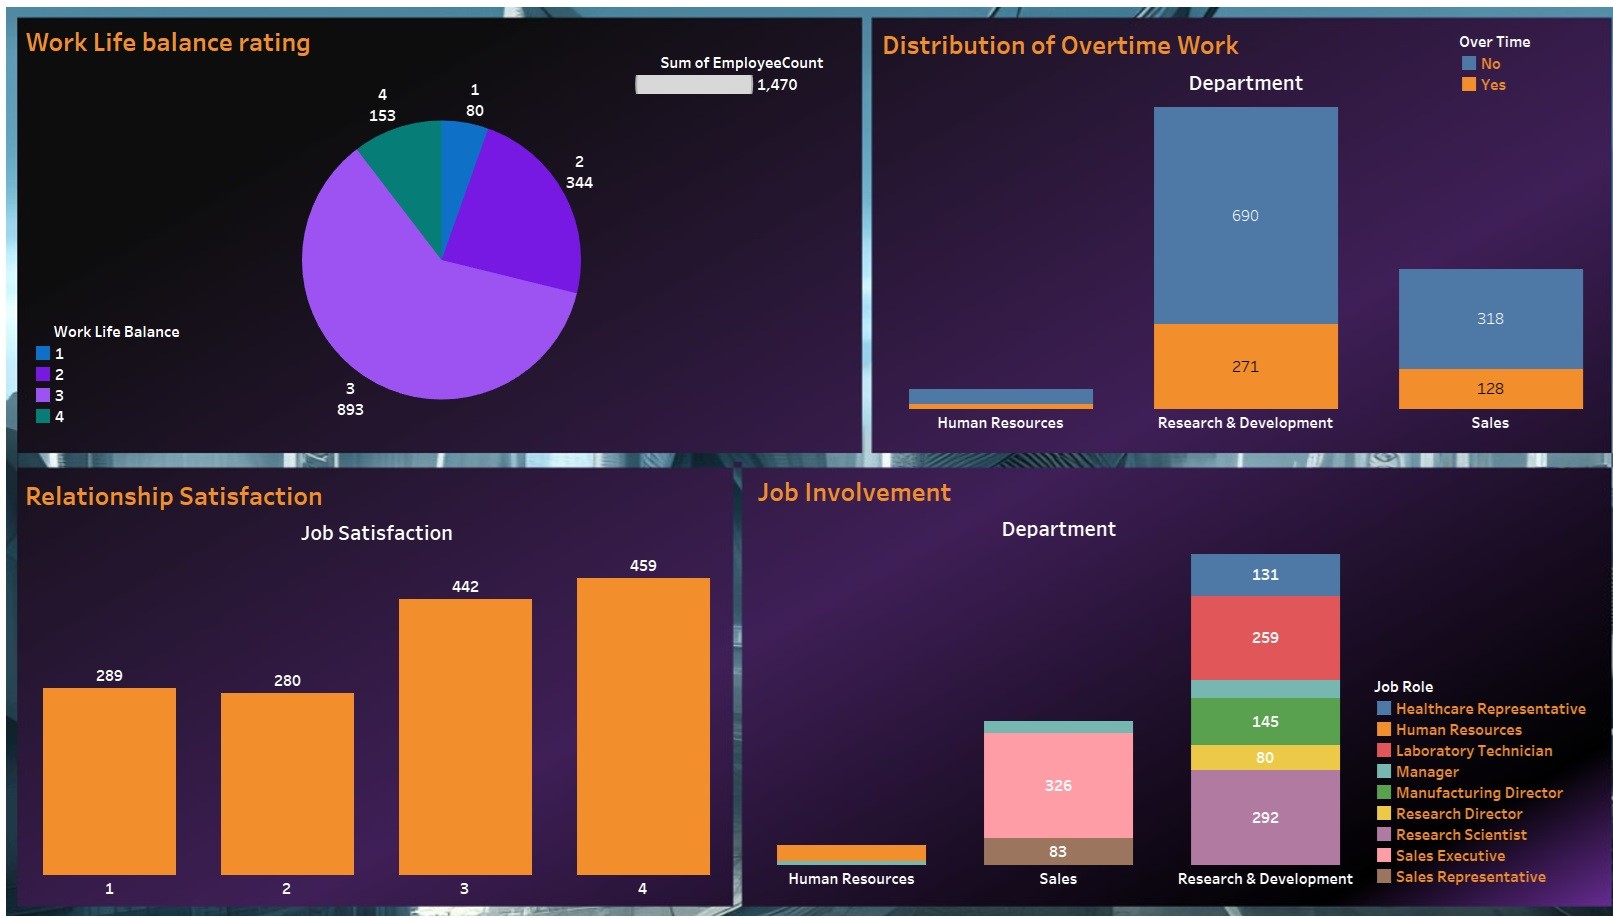 Work Life balance rating
Sum of EmployeeCount
1,470
4
153
1
80
2
344
3
893
Work Life Balance
1
2
3
4
Distribution of Overtime Work
Over Time
No
Yes
Department
690
271
318
128
Human Resources
Research & Development
Sales
Relationship Satisfaction
Job Satisfaction
289
280
442
459
1
2
3
4
Job Involvement
Department
131
259
145
80
292
326
83
Human Resources
Sales
Research & Development
Job Role
Healthcare Representative
Human Resources
Laboratory Technician
Manager
Manufacturing Director
Research Director
Research Scientist
Sales Executive
Sales Representative